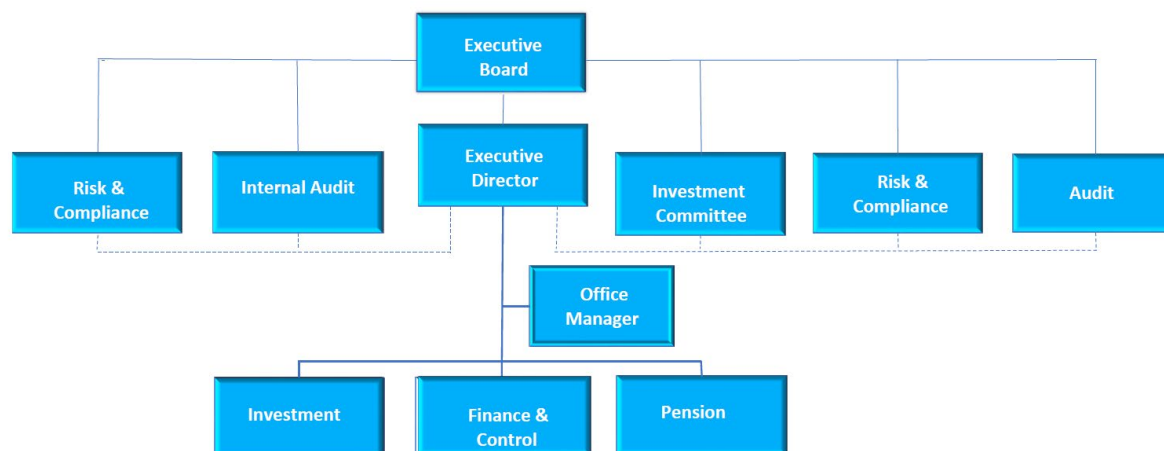 Executive
Board
Executive
Director
Risk &
Compliance
Internal Audit
Investment
Committee
Risk &
Compliance
Audit
Office
Manager
Investment
Finance &
Control
Pension